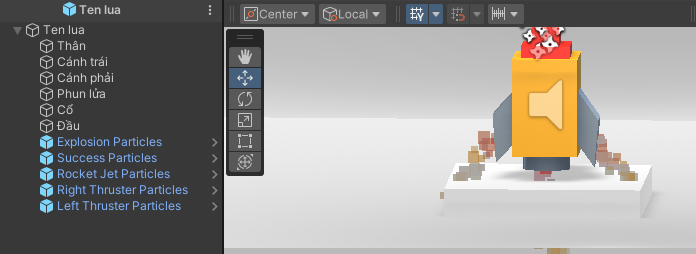 Ten lua
Center
Local
Ten lua
Thân
Cánh trái
Cánh phải
Phun lửa
Cổ
Đầu
Explosion Particles
Success Particles
Rocket Jet Particles
Right Thruster Particles
Left Thruster Particles